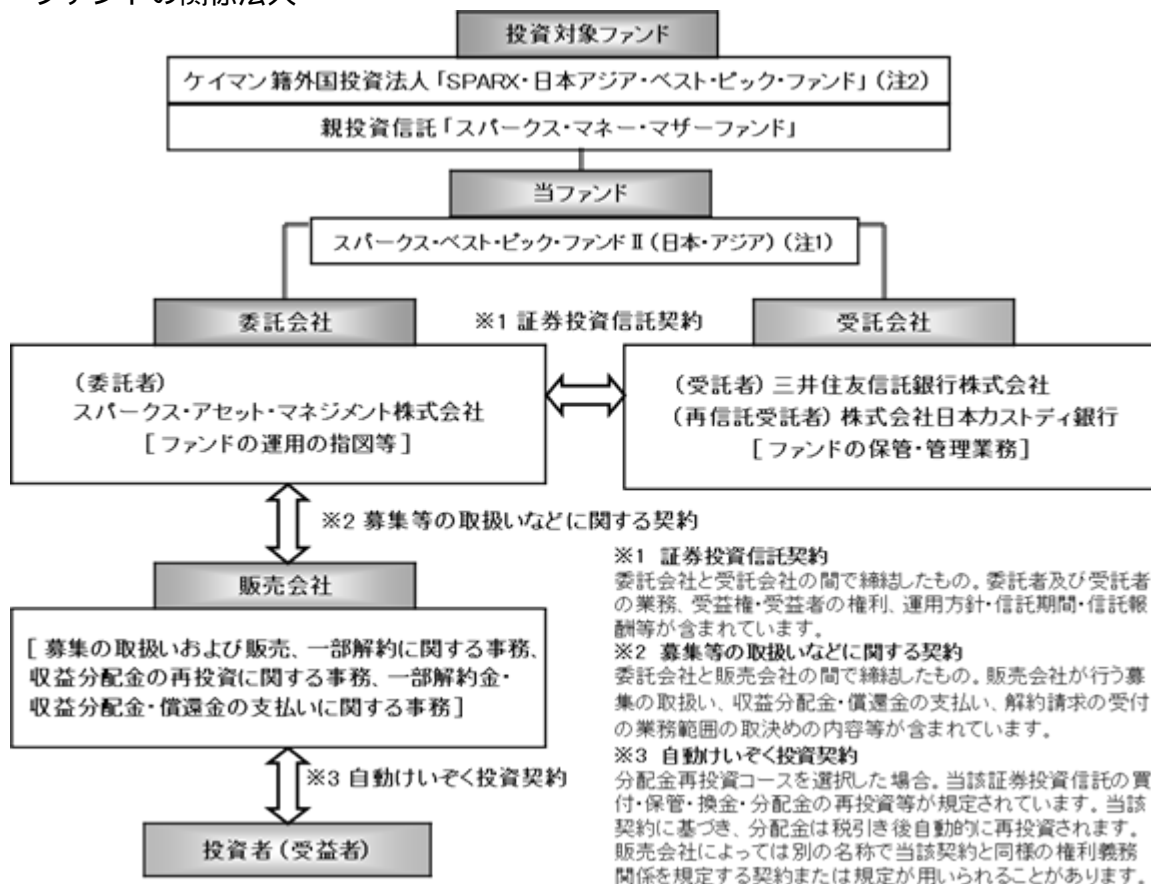 ファンドの関係法人
投資対象ファンド
ケイマン籍外国投資法人「SPARX・日本アジア・ベスト・ピック・ファンド」（注2）
親投資信託「スパークス・マネー・マザーファンド」
当ファンド
スパークス・ベスト・ピック・ファンドⅡ（日本・アジア）（注1）
委託会社
※1 証券投資信託契約
受託会社
（委託者）
スパークス・アセット・マネジメント株式会社
［ファンドの運用の指図等］
（受託者）三井住友信託銀行株式会社
（再信託受託者）株式会社日本カストディ銀行
［ファンドの保管・管理業務］
※2 募集等の取扱いなどに関する契約
販売会社
［募集の取扱いおよび販売、一部解約に関する事務、
収益分配金の再投資に関する事務、一部解約金・
収益分配金・償還金の支払いに関する事務］
※3 自動けいぞく投資契約
投資者（受益者）
※1 証券投資信託契約
委託会社と受託会社の間で締結したもの。委託者及び受託者
の業務、受益権・受益者の権利、運用方針・信託期間・信託報
酬等が含まれています。
※2 募集等の取扱いなどに関する契約
委託会社と販売会社の間で締結したもの。販売会社が行う募
集の取扱い、収益分配金・償還金の支払い、解約請求の受付
の業務範囲の取決めの内容等が含まれています。
※3 自動けいぞく投資契約
分配金再投資コースを選択した場合。当該証券投資信託の買
付・保管・換金・分配金の再投資等が規定されています。当該
契約に基づき、分配金は税引き後自動的に再投資されます。
販売会社によっては別の名称で当該契約と同様の権利義務
関係を規定する契約または規定が用いられることがあります。